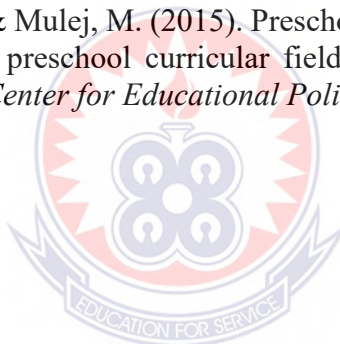 & Mulej, M. (2015). Prescho
preschool curricular field
Center for Educational Poli
EDUCATION FOR SERVICE